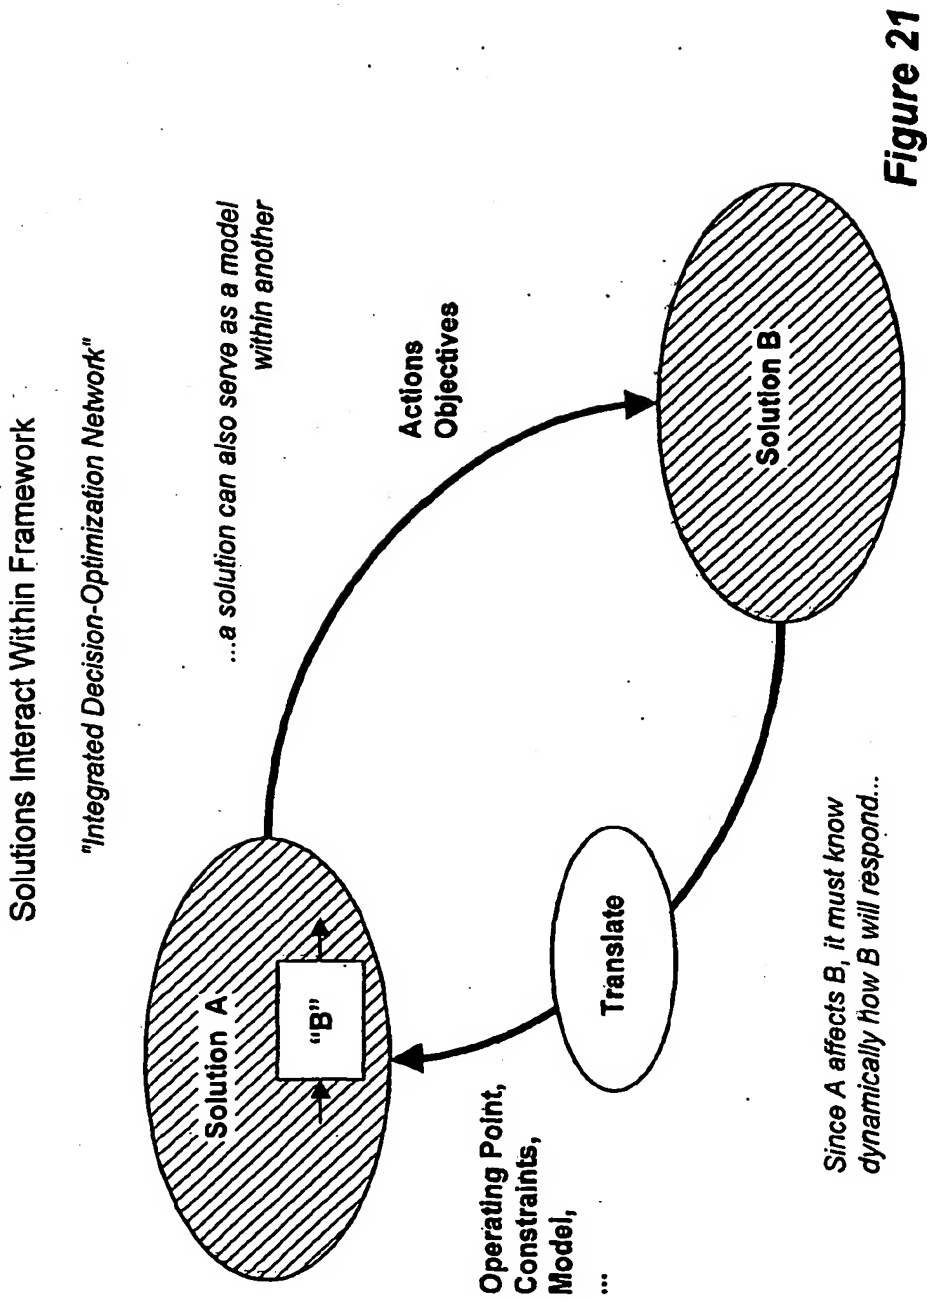 Solutions Interact Within Framework
"Integrated Decision-Optimization Network"
...a solution can also serve as a model
within another
Solution A
"B"
Actions
Objectives
Operating Point,
Constraints,
Model,
...
Translate
Solution B
Since A affects B, it must know
dynamically how B will respond...
Figure 21